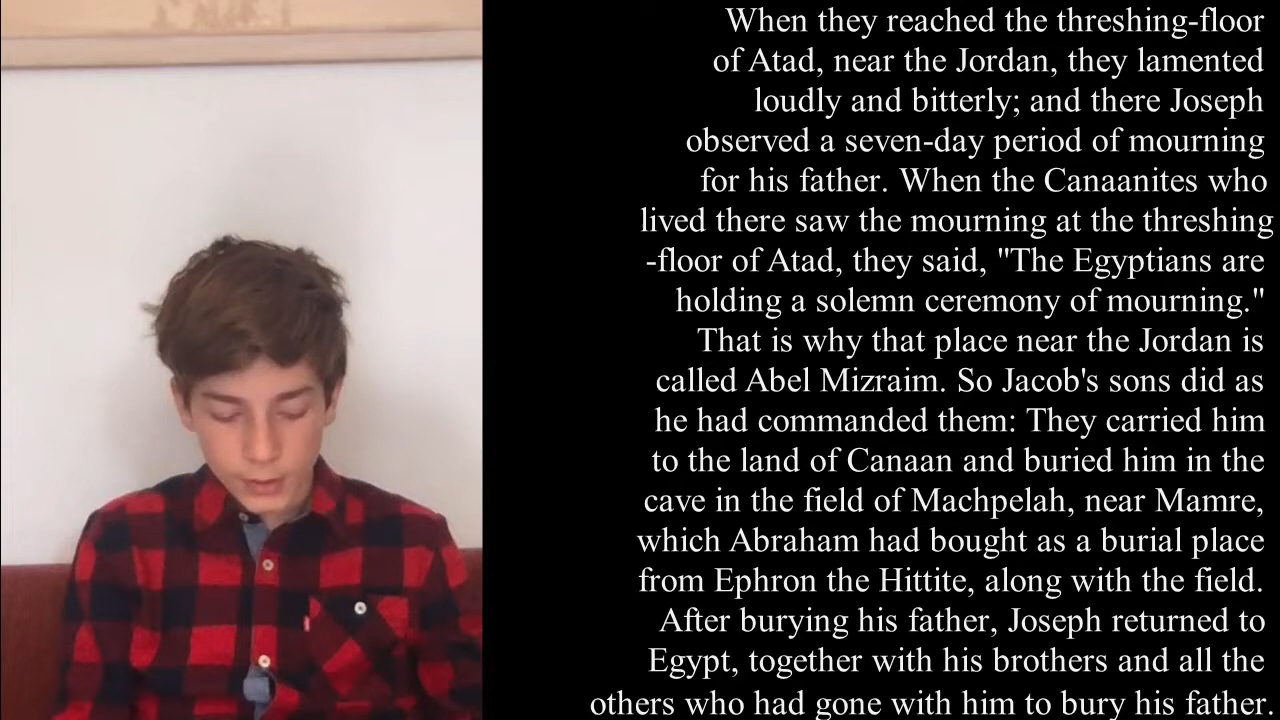 When they reached the threshing-floor
of Atad, near the Jordan, they lamented
loudly and bitterly; and there Joseph
observed a seven-day period of mourning
for his father. When the Canaanites who
lived there saw the mourning at the threshing
-floor of Atad, they said, "The Egyptians are
holding a solemn ceremony of mourning."
That is why that place near the Jordan is
called Abel Mizraim. So Jacob's sons did as
he had commanded them: They carried him
to the land of Canaan and buried him in the
cave in the field of Machpelah, near Mamre,
which Abraham had bought as a burial place
from Ephron the Hittite, along with the field.
After burying his father, Joseph returned to
Egypt, together with his brothers and all the
others who had gone with him to bury his father.